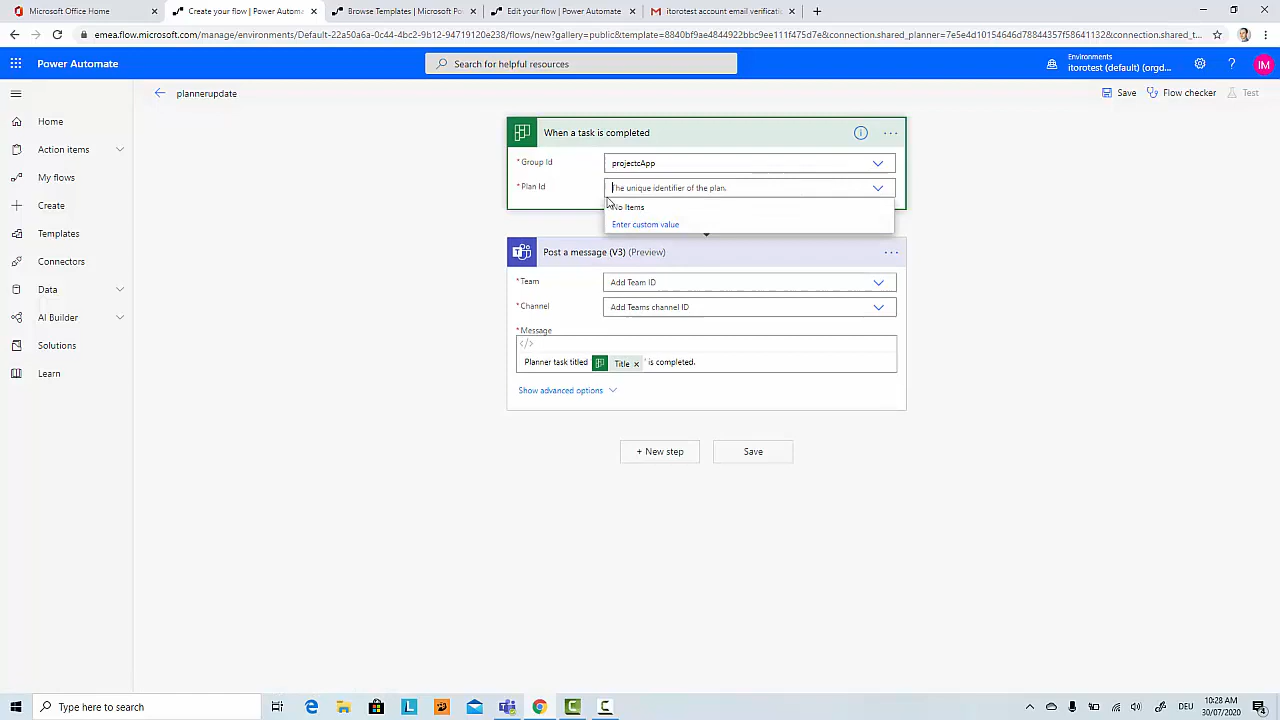 Microsoft Office Home
Create your flow | Power Automa
Browse Templates | Microsoft Po
Edit your flow | Power Automate
itorotest account email verificati
emea.flow.microsoft.com/manage/environments/Default-22a50a6a-0c44-4bc2-9b12-94719120e238/flows/new?gallery=public&template=8840bf9ae4844922bbc9ee111f475d7e&connection.shared_planner=7e5e4d10154646d78844357f58641132&connection.shared_t...
Power Automate
Search for helpful resources
Environments
itorotest (default) (orgd...
IM
plannerupdate
Save
Flow checker
Test
Home
Action items
My flows
Create
Templates
Connectors
Data
AI Builder
Solutions
Learn
When a task is completed
* Group Id
projectcApp
* Plan Id
The unique identifier of the plan.
No Items
Enter custom value
Post a message (V3) (Preview)
* Team
Add Team ID
* Channel
Add Teams channel ID
* Message
</>
Planner task titled Title × ' is completed.
Show advanced options
+ New step
Save
Type here to search
DEU
10:28 AM
30/07/2020